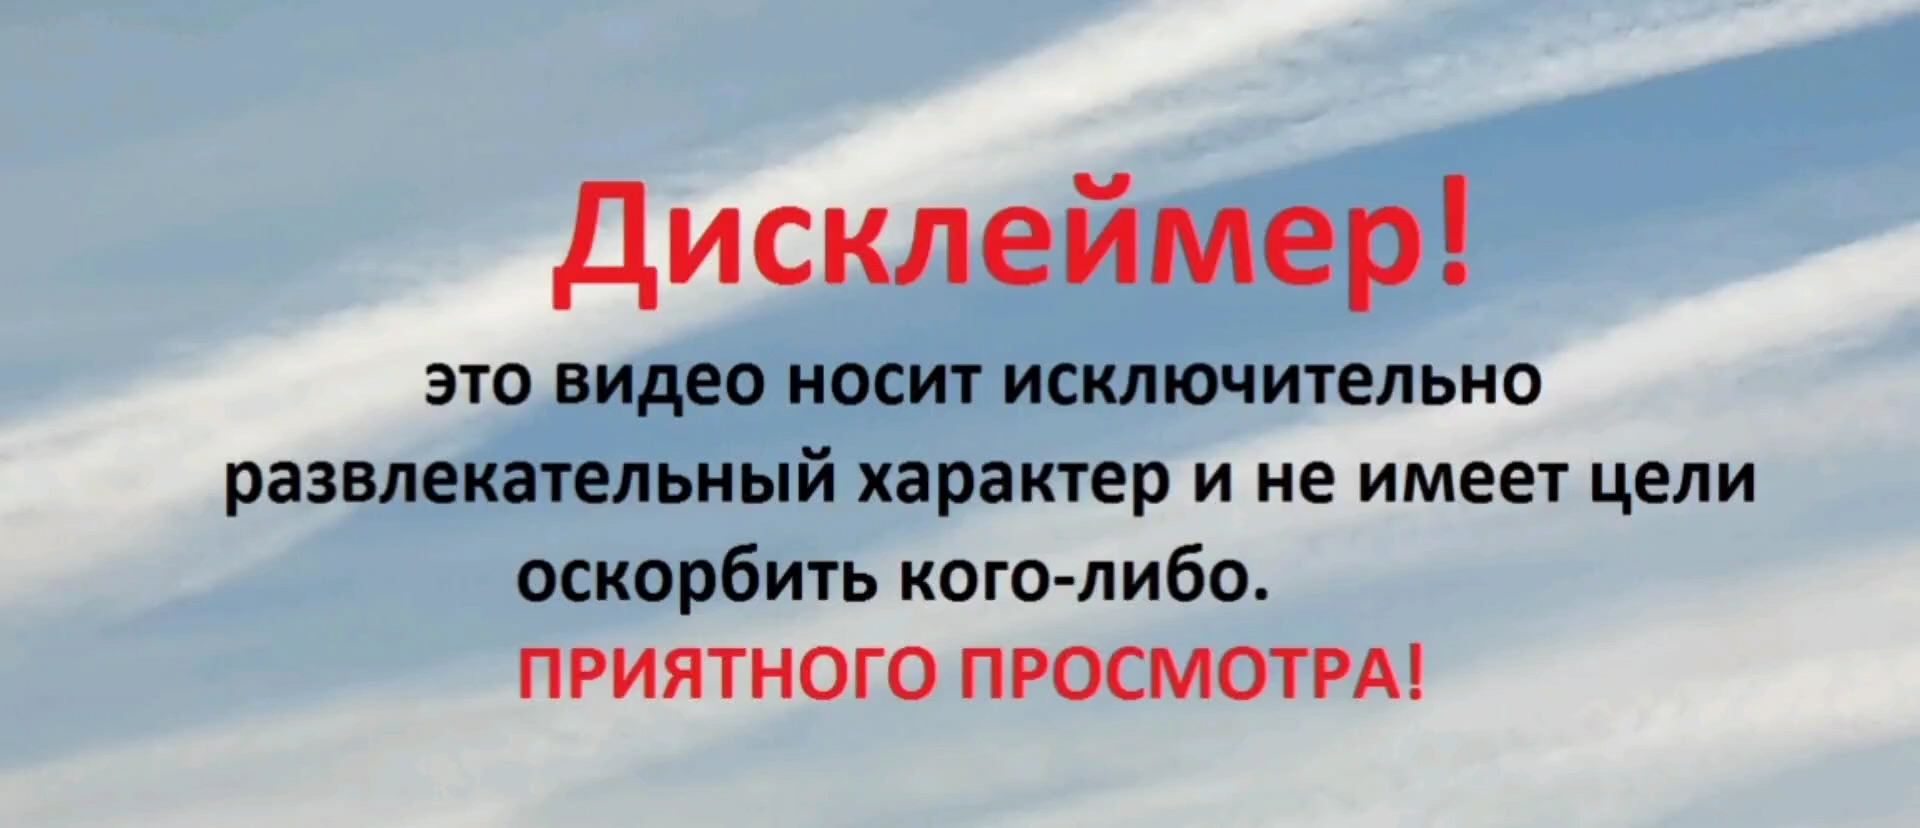 Дисклеймер!
это видео носит исключительно
развлекательный характер и не имеет цели
оскорбить кого-либо.
ПРИЯТНОГО ПРОСМОТРА!